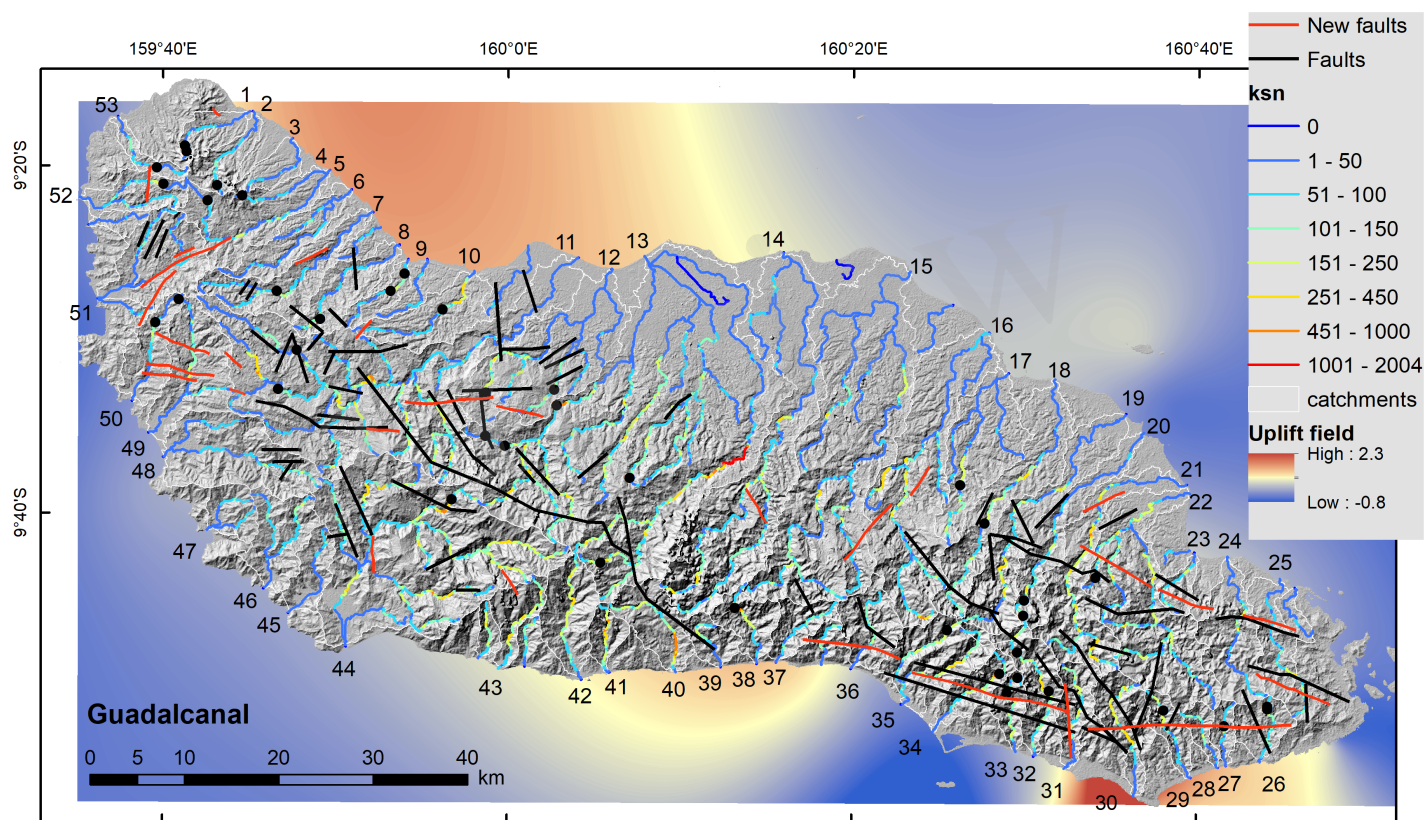 159°40'E 160°0'E 160°20'E 160°40'E
New faults
Faults
ksn
0
1 - 50
51 - 100
101 - 150
151 - 250
251 - 450
451 - 1000
1001 - 2004
catchments
Uplift field
High : 2.3
Low : -0.8
9°20'S
9°40'S
53
1
2
3
4
5
6
7
8
9
10
11
12
13
14
15
16
17
18
19
20
21
22
23
24
25
26
27
28
29
30
31
32
33
34
35
36
37
38
39
40
41
42
43
44
45
46
47
48
49
50
51
52
W
Guadalcanal
0 5 10 20 30 40
km